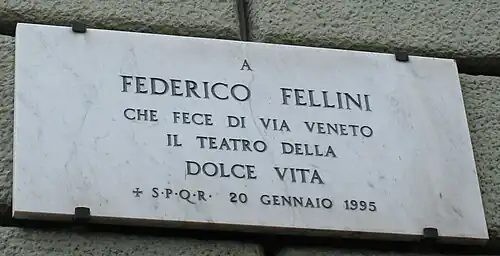 A
FEDERICO FELLINI
CHE FECE DI VIA VENETO
IL TEATRO DELLA
DOLCE VITA
✢ S·P·Q·R· 20 GENNAIO 1995